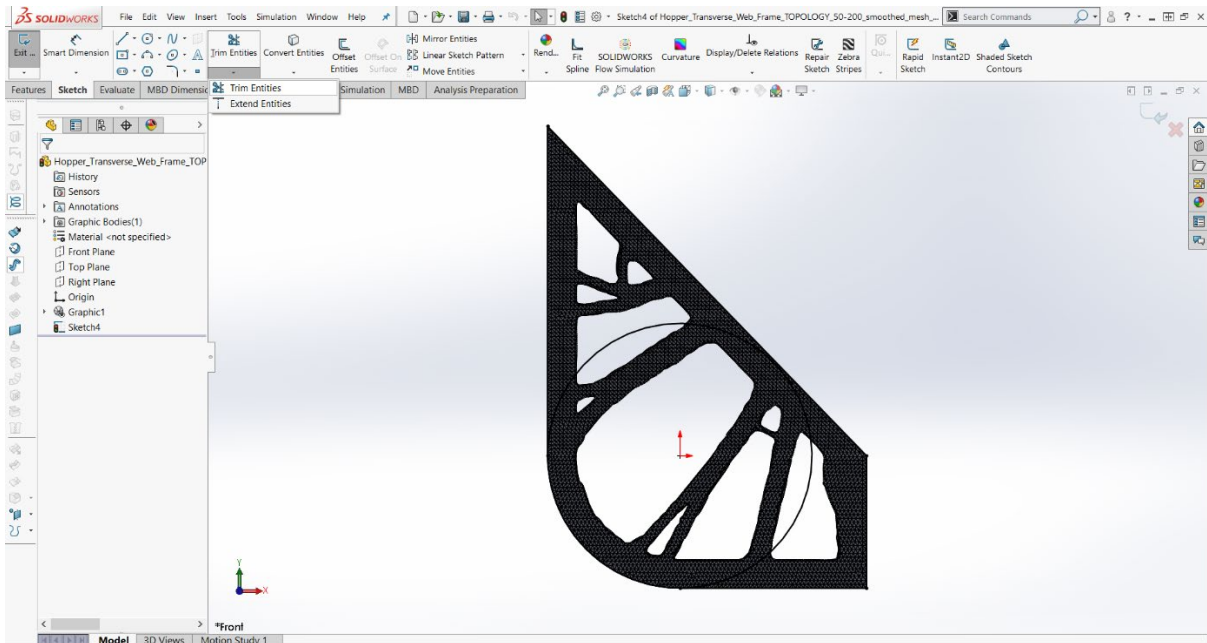 SOLIDWORKS File Edit View Insert Tools Simulation Window Help Sketch4 of Hopper_Transverse_Web_Frame_TOPOLOGY_50-200_smoothed_mesh_... Search Commands
Exit ... Smart Dimension Trim Entities Convert Entities Offset Entities Offset On Surface Mirror Entities Linear Sketch Pattern Move Entities Rend... Fit Spline SOLIDWORKS Flow Simulation Curvature Display/Delete Relations Repair Sketch Zebra Stripes Qui... Rapid Sketch Instant2D Shaded Sketch Contours
Features Sketch Evaluate MBD Dimensic Trim Entities Simulation MBD Analysis Preparation
Extend Entities
Hopper_Transverse_Web_Frame_TOP
History
Sensors
Annotations
Graphic Bodies(1)
Material <not specified>
Front Plane
Top Plane
Right Plane
Origin
Graphic1
Sketch4
Y
X
*Front
Model 3D Views Motion Study 1